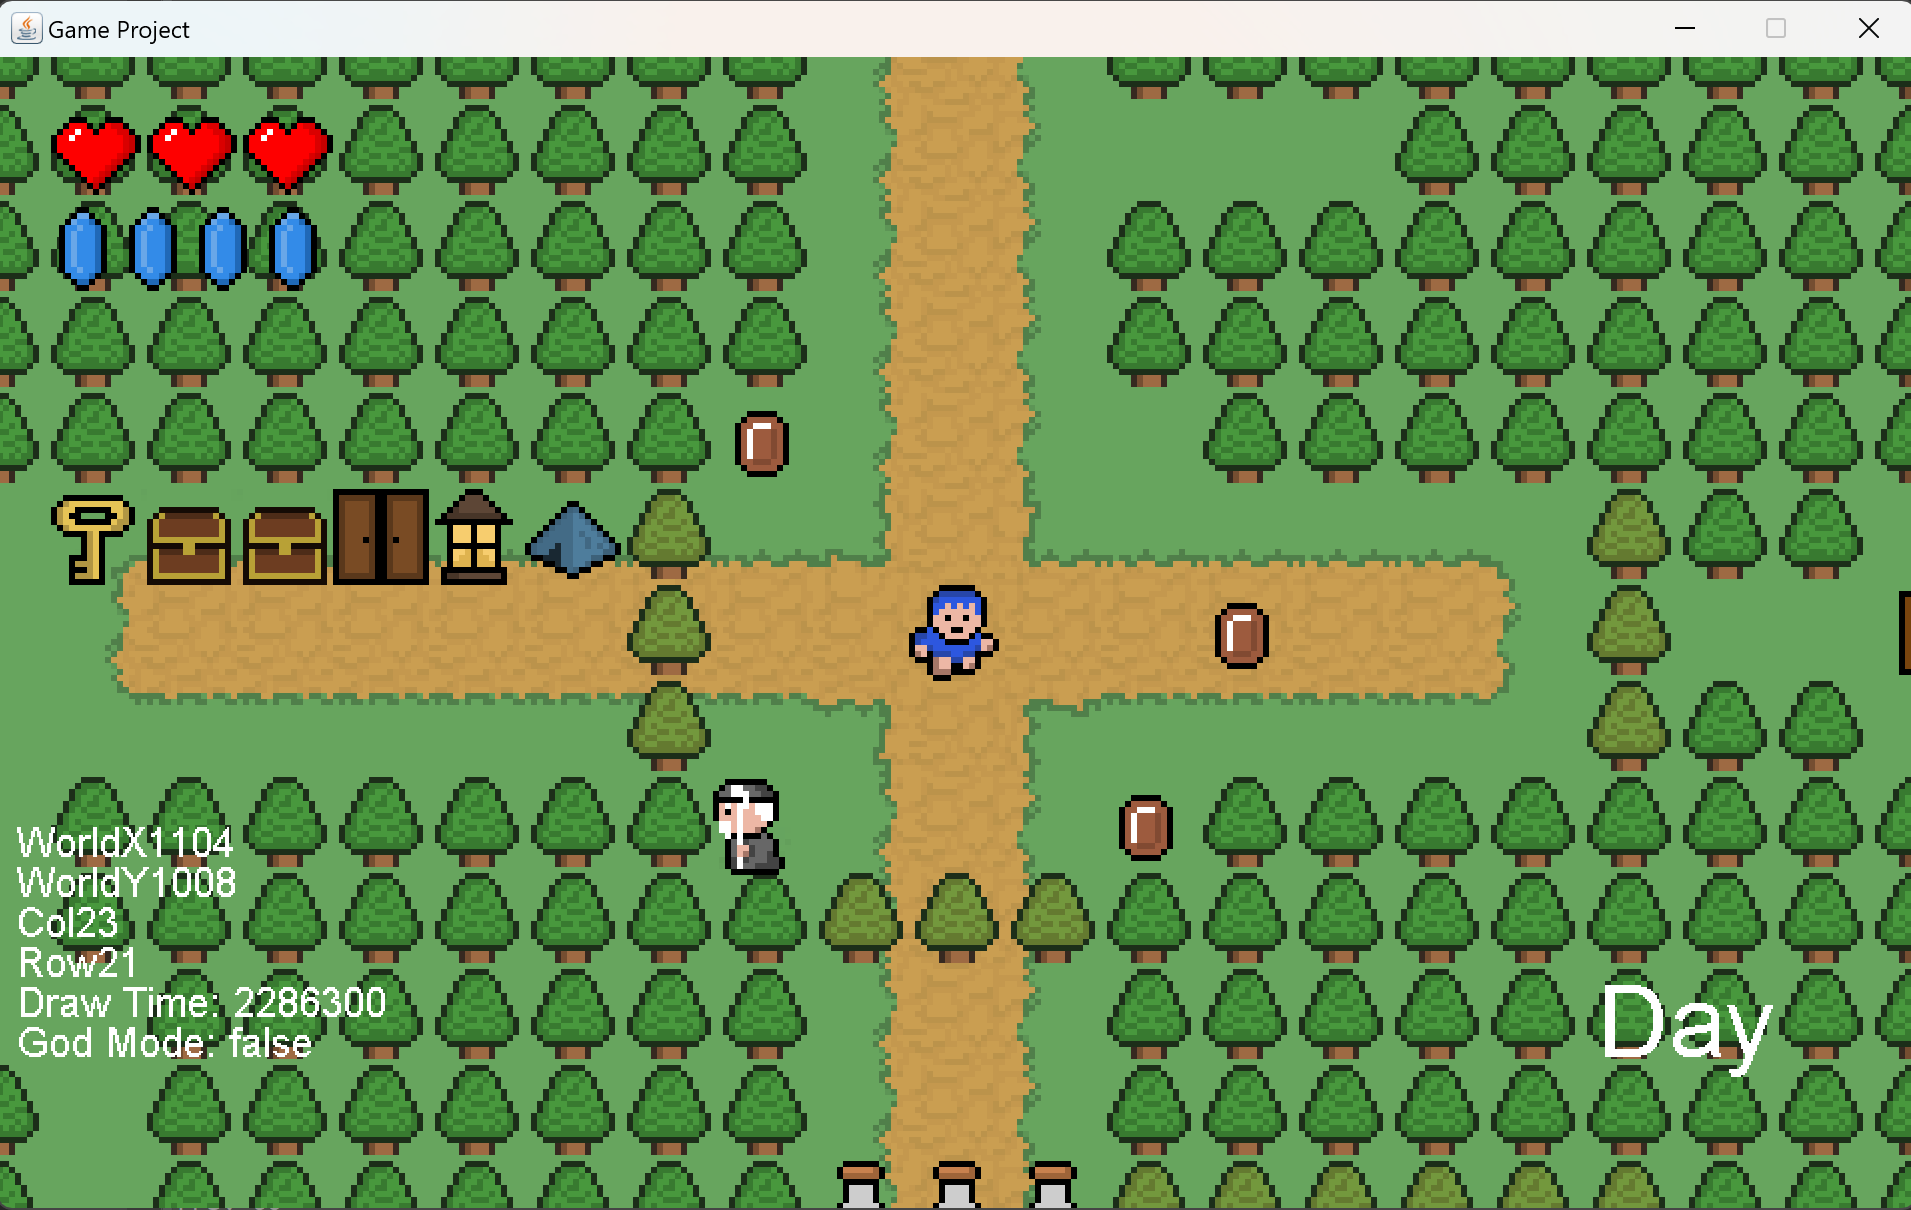 Game Project
WorldX1104
WorldY1008
Col23
Row21
Draw Time: 2286300
God Mode: false
Day